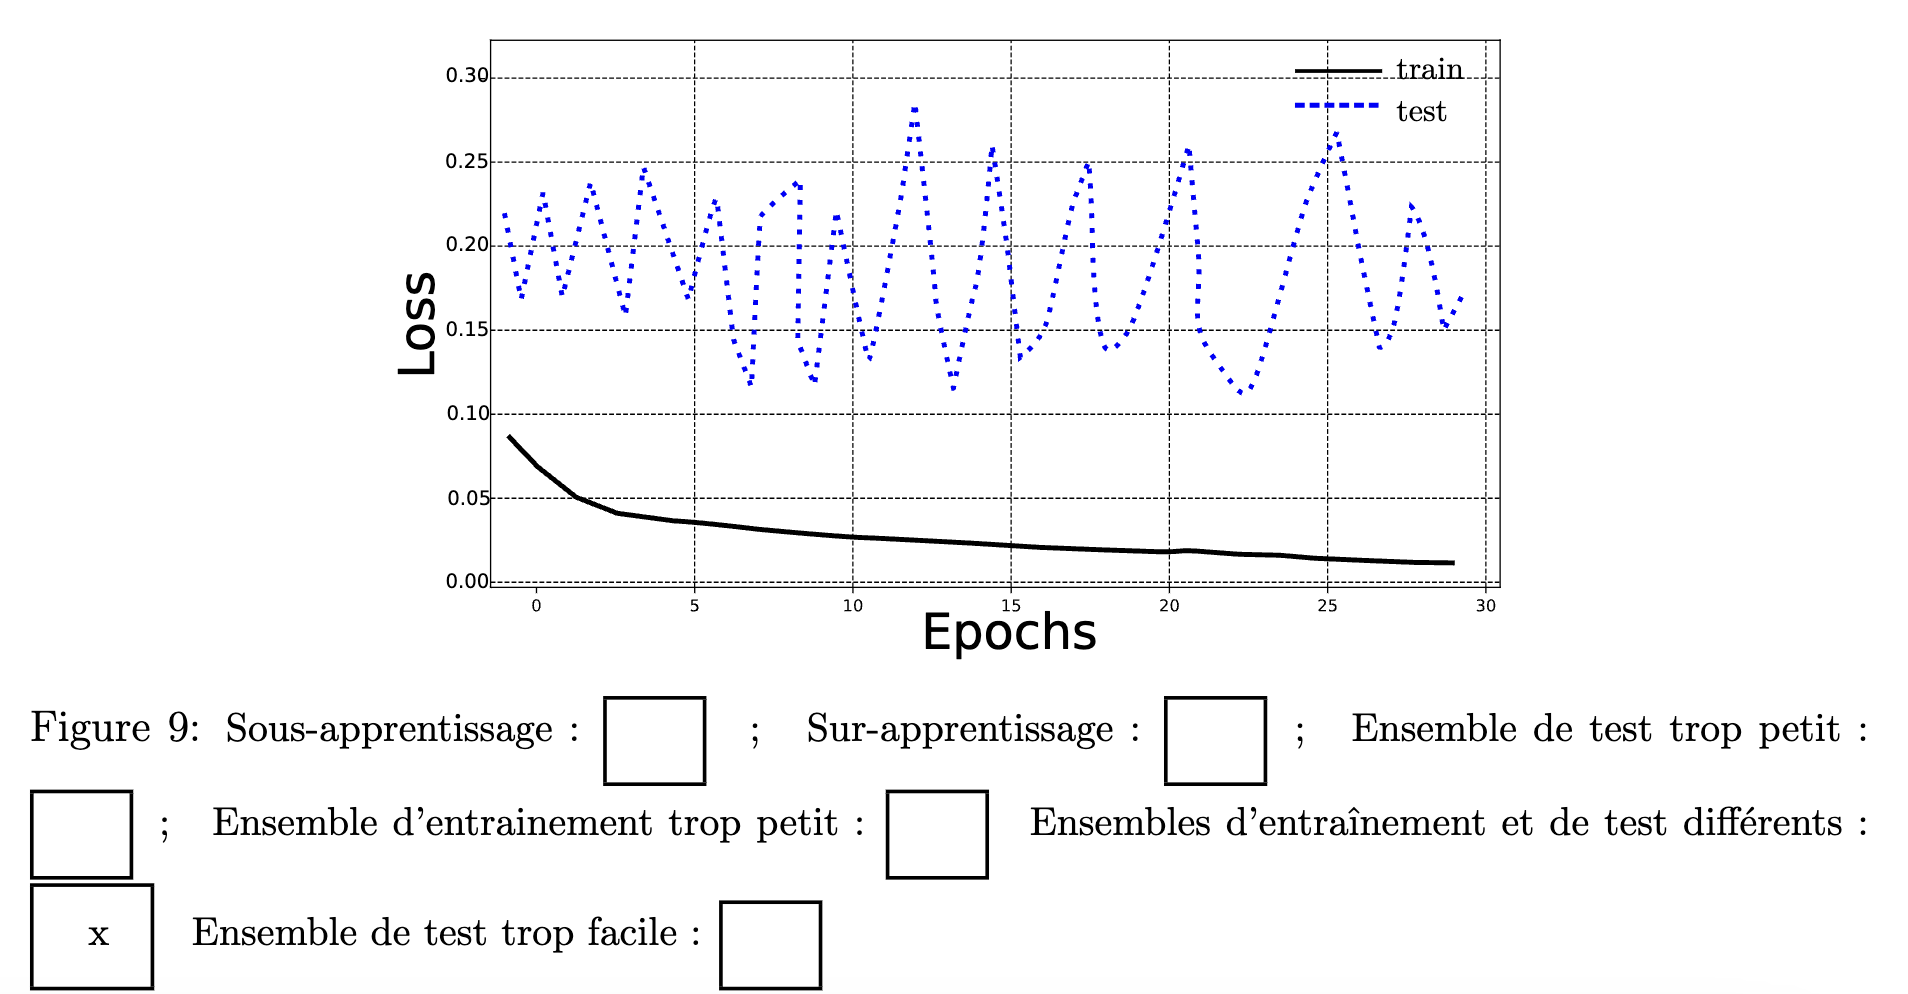 0.30
train
test
0.25
0.20
0.15
0.10
0.05
0.00
Loss
0 5 10 15 20 25 30
Epochs
Figure 9: Sous-apprentissage : ; Sur-apprentissage : ; Ensemble de test trop petit :
; Ensemble d'entrainement trop petit : Ensembles d'entraînement et de test différents :
x Ensemble de test trop facile :